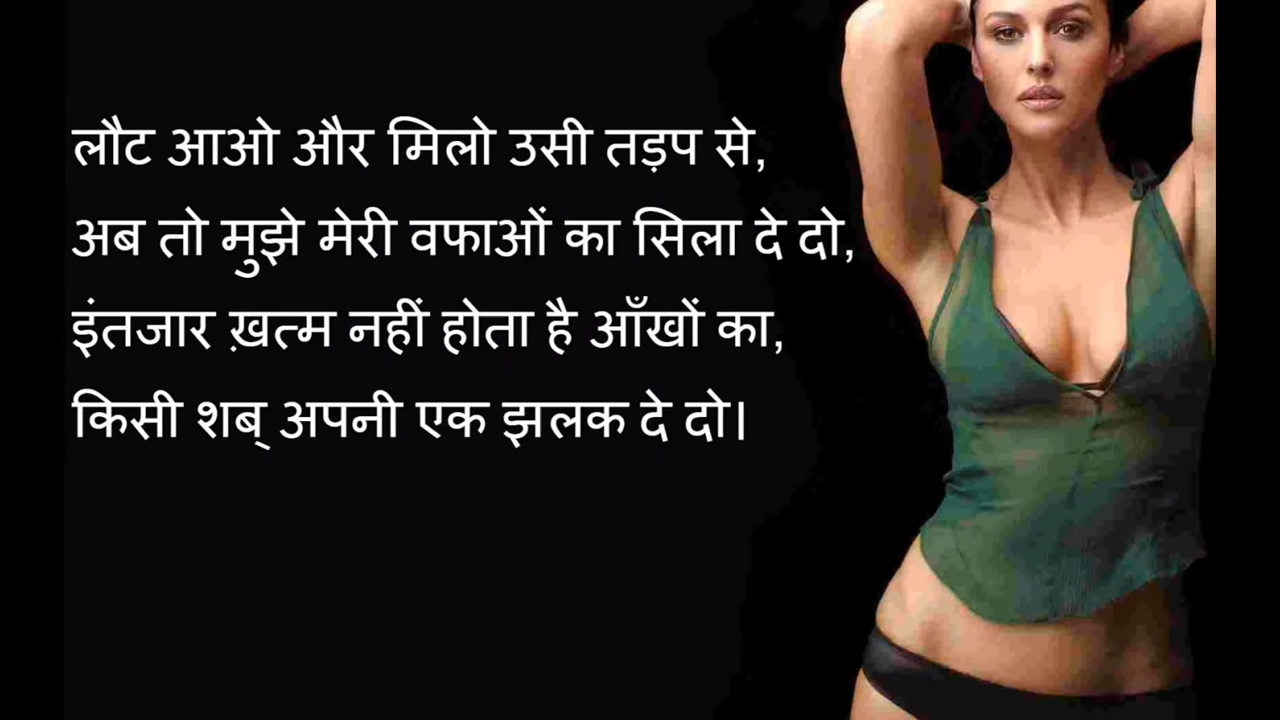 लौट आओ और मिलो उसी तड़प से,
अब तो मुझे मेरी वफाओं का सिला दे दो,
इंतजार ख़त्म नहीं होता है आँखों का,
किसी शब् अपनी एक झलक दे दो।